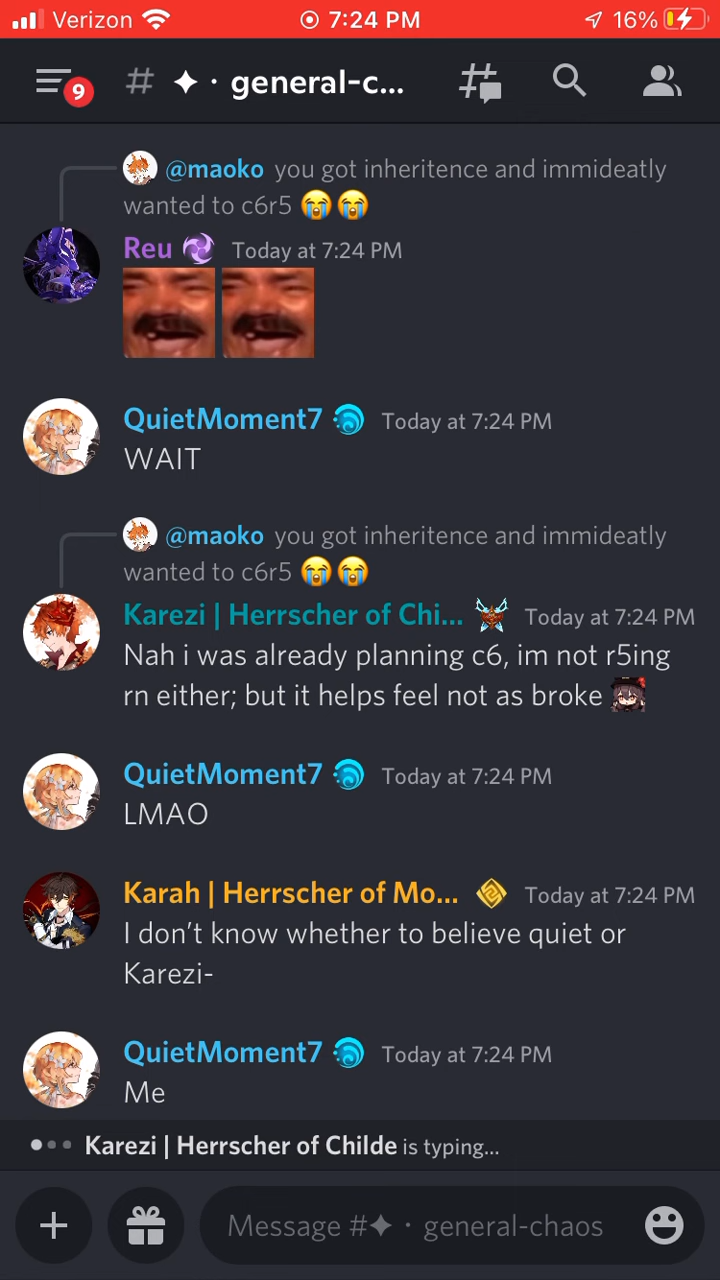 Verizon 7:24 PM 16%
9 # ✦ · general-c...
@maoko you got inheritence and immideatly
wanted to c6r5 😭😭
Reu Today at 7:24 PM
QuietMoment7 Today at 7:24 PM
WAIT
@maoko you got inheritence and immideatly
wanted to c6r5 😭😭
Karezi | Herrscher of Chi... Today at 7:24 PM
Nah i was already planning c6, im not r5ing
rn either; but it helps feel not as broke
QuietMoment7 Today at 7:24 PM
LMAO
Karah | Herrscher of Mo... Today at 7:24 PM
I don’t know whether to believe quiet or
Karezi-
QuietMoment7 Today at 7:24 PM
Me
Karezi | Herrscher of Childe is typing...
Message #✦ · general-chaos